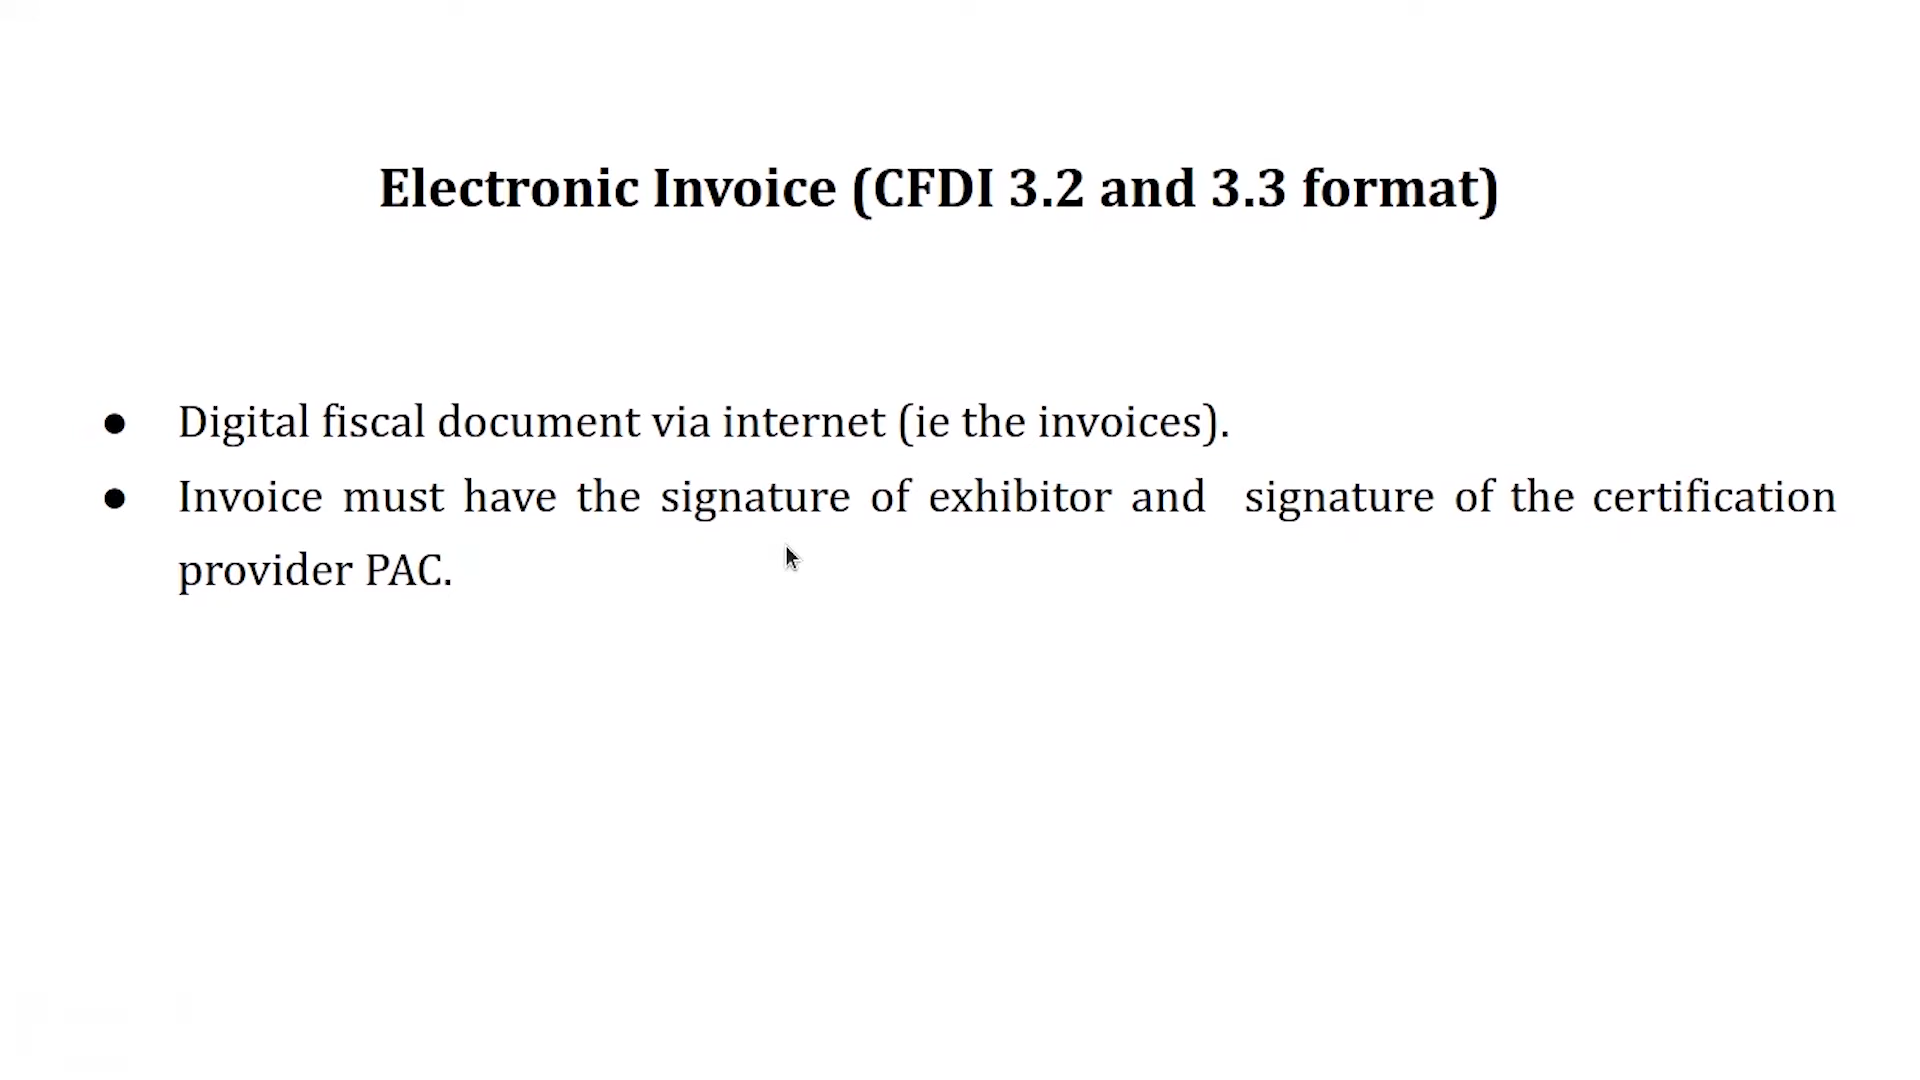 Electronic Invoice (CFDI 3.2 and 3.3 format)
● Digital fiscal document via internet (ie the invoices).
● Invoice must have the signature of exhibitor and signature of the certification
provider PAC.